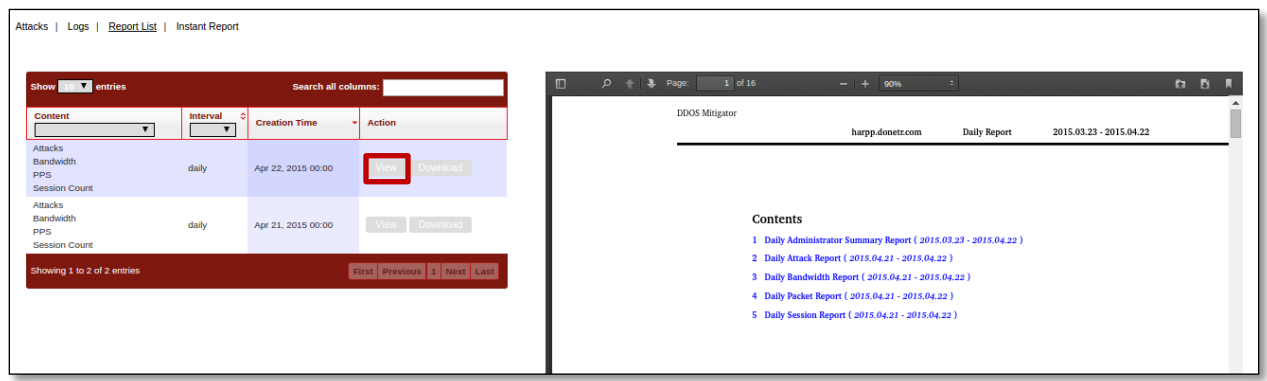 Attacks | Logs | Report List | Instant Report
Show 10 entries Search all columns:
Content Interval Creation Time Action
Attacks
Bandwidth
PPS
Session Count
daily Apr 22, 2015 00:00 View Download
Attacks
Bandwidth
PPS
Session Count
daily Apr 21, 2015 00:00 View Download
Showing 1 to 2 of 2 entries First Previous 1 Next Last
Page: 1 of 16 90%
DDOS Mitigator
harpp.donetr.com Daily Report 2015.03.23 - 2015.04.22
Contents
1 Daily Administrator Summary Report ( 2015.03.23 - 2015.04.22 )
2 Daily Attack Report ( 2015.04.21 - 2015.04.22 )
3 Daily Bandwidth Report ( 2015.04.21 - 2015.04.22 )
4 Daily Packet Report ( 2015.04.21 - 2015.04.22 )
5 Daily Session Report ( 2015.04.21 - 2015.04.22 )